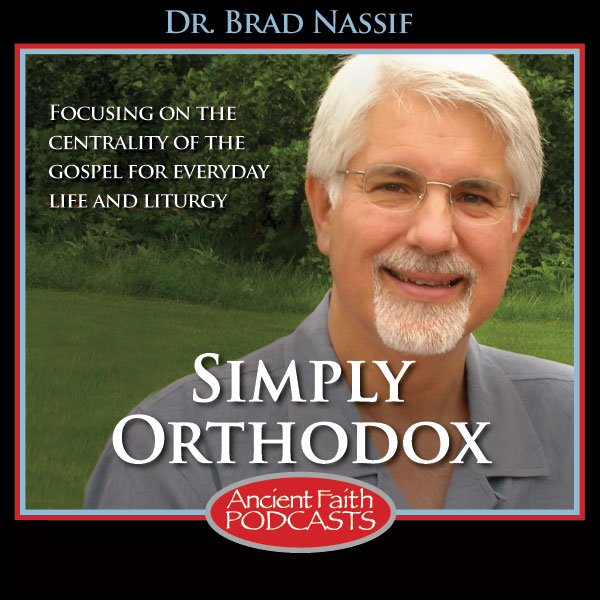 Dr. Brad Nassif
Focusing on the
centrality of the
gospel for everyday
life and liturgy
Simply
Orthodox
Ancient Faith
PODCASTS